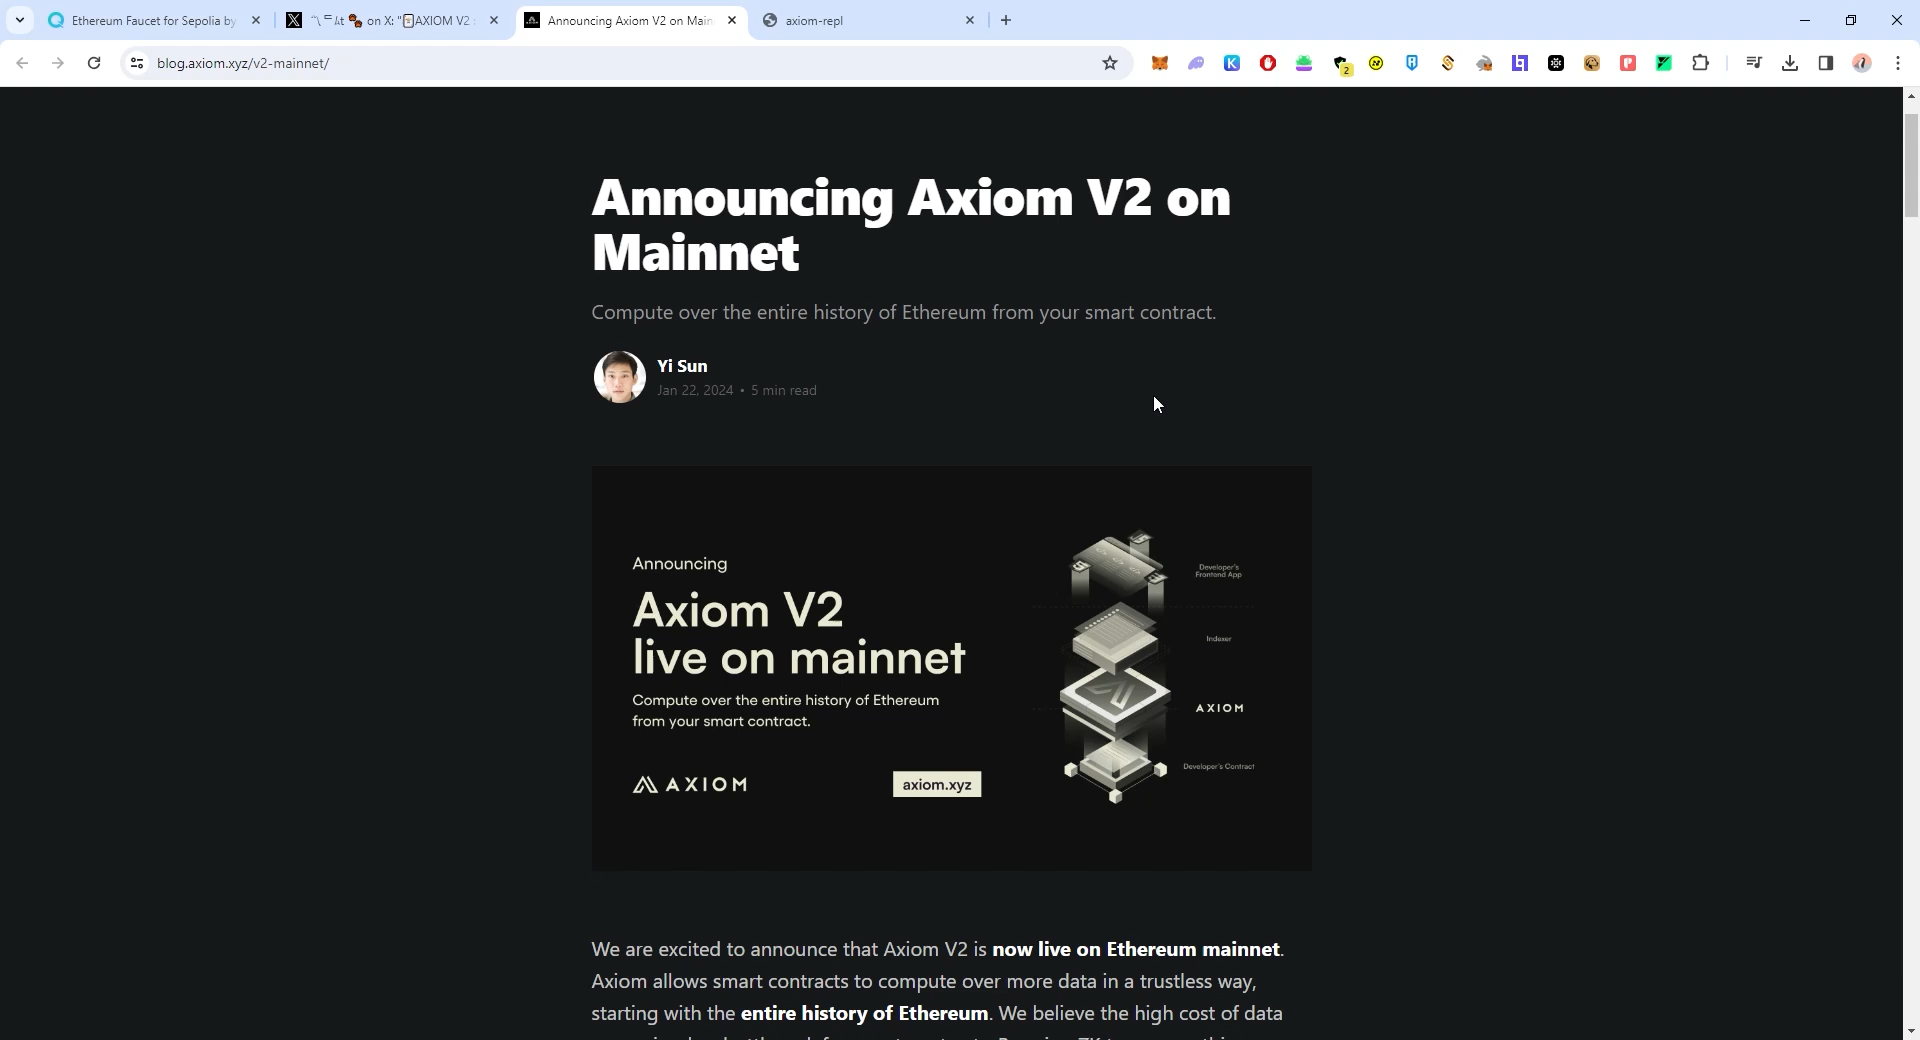 Ethereum Faucet for Sepolia by
on X: "🃏AXIOM V2 :
Announcing Axiom V2 on Main
axiom-repl
blog.axiom.xyz/v2-mainnet/
2
Announcing Axiom V2 on
Mainnet
Compute over the entire history of Ethereum from your smart contract.
Yi Sun
Jan 22, 2024 • 5 min read
Announcing
Axiom V2
live on mainnet
Compute over the entire history of Ethereum
from your smart contract.
AXIOM
axiom.xyz
Developer's
Frontend App
Indexer
AXIOM
Developer's Contract
We are excited to announce that Axiom V2 is now live on Ethereum mainnet.
Axiom allows smart contracts to compute over more data in a trustless way,
starting with the entire history of Ethereum. We believe the high cost of data